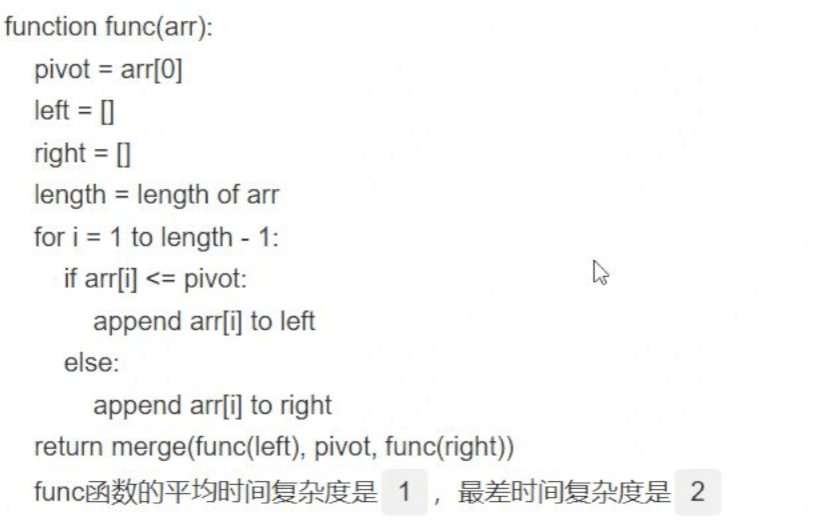 function func(arr):
pivot = arr[0]
left = []
right = []
length = length of arr
for i = 1 to length - 1:
if arr[i] <= pivot:
append arr[i] to left
else:
append arr[i] to right
return merge(func(left), pivot, func(right))
func函数的平均时间复杂度是 1 ，最差时间复杂度是 2